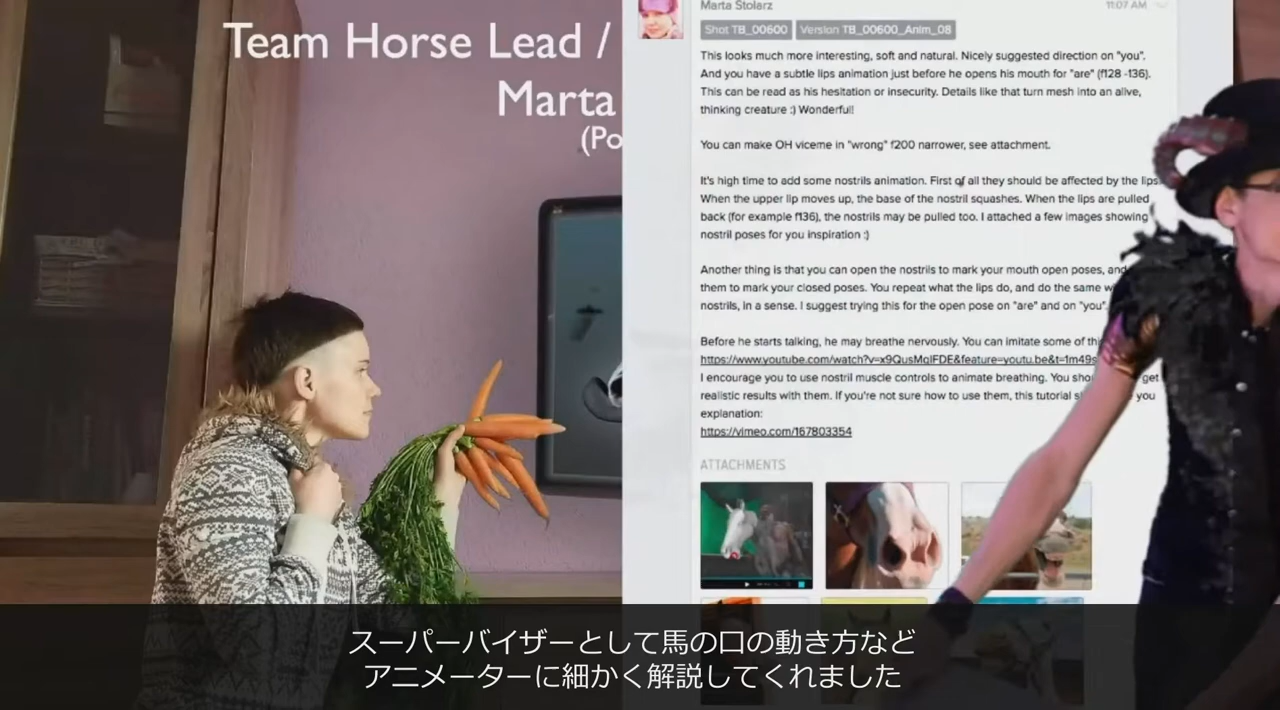 Team Horse Lead /
Marta
(Po
Marta Stolarz
11:07 AM
Shot TB_00600
Version TB_00600_Anim_08
This looks much more interesting, soft and natural. Nicely suggested direction on "you".
And you have a subtle lips animation just before he opens his mouth for "are" (f128 -136).
This can be read as his hesitation or insecurity. Details like that turn mesh into an alive,
thinking creature :) Wonderful!
You can make OH viceme in "wrong" f200 narrower, see attachment.
It's high time to add some nostrils animation. First of all they should be affected by the lips.
When the upper lip moves up, the base of the nostril squashes. When the lips are pulled
back (for example f136), the nostrils may be pulled too. I attached a few images showing
nostril poses for you inspiration :)
Another thing is that you can open the nostrils to mark your mouth open poses, and
them to mark your closed poses. You repeat what the lips do, and do the same
nostrils, in a sense. I suggest trying this for the open pose on "are" and on "you".
Before he starts talking, he may breathe nervously. You can imitate some of
https://www.youtube.com/watch?v=x9QusMqIFDE&feature=youtu.be&t=1m49s
I encourage you to use nostril muscle controls to animate breathing. You get
realistic results with them. If you're not sure how to use them, this tutorial you
explanation:
https://vimeo.com/167803354
ATTACHMENTS
スーパーバイザーとして馬の口の動き方など
アニメーターに細かく解説してくれました